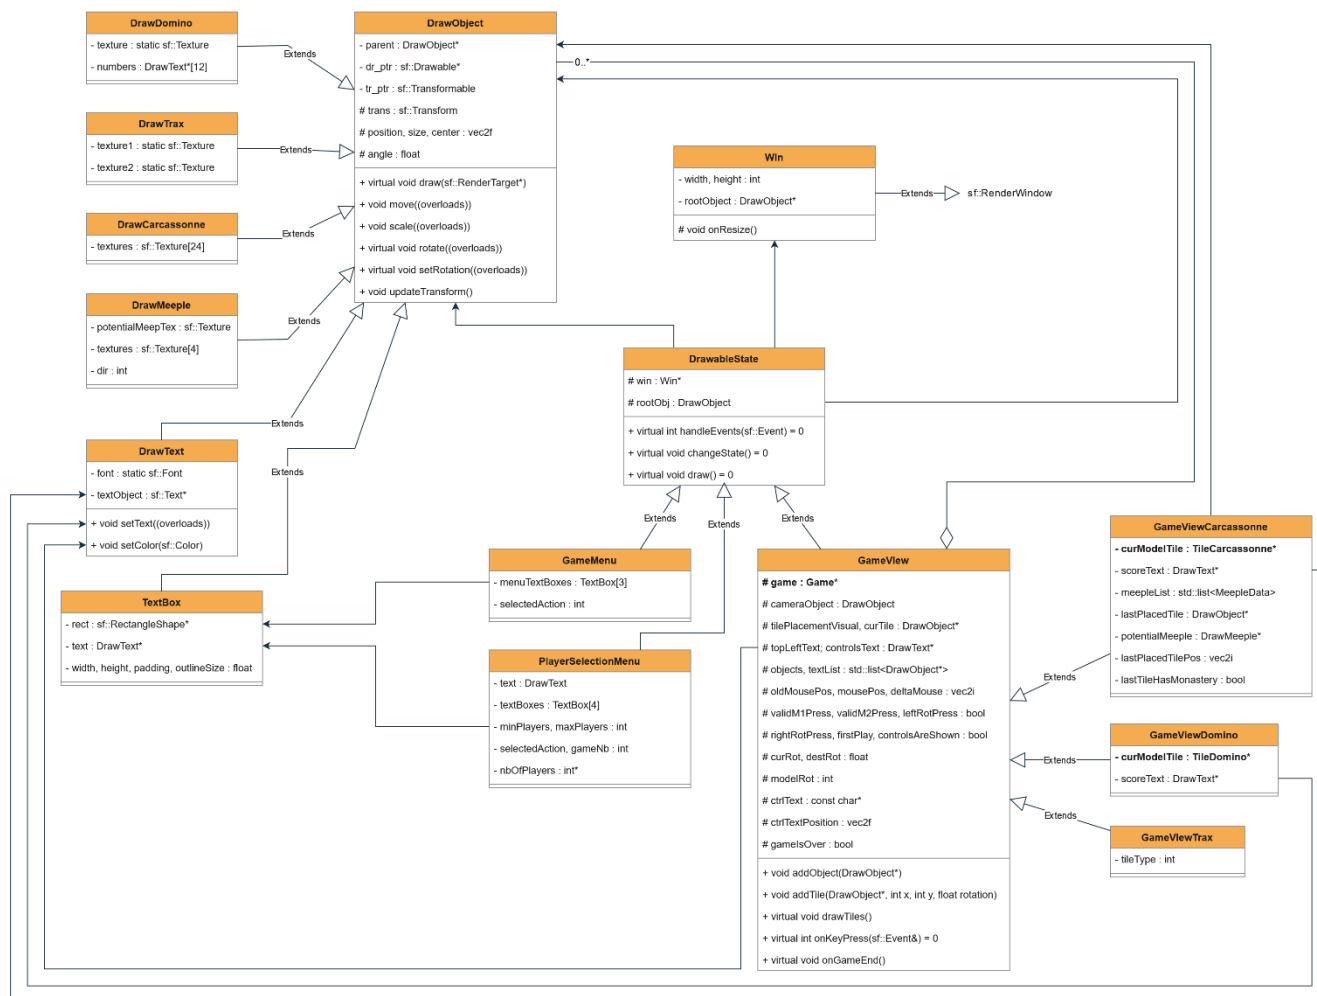 DrawDomino
- texture : static sf::Texture
- numbers : DrawText*[12]
Extends
DrawTrax
- texture1 : static sf::Texture
- texture2 : static sf::Texture
Extends
DrawCarcassonne
- textures : sf::Texture[24]
Extends
DrawMeeple
- potentialMeepTex : sf::Texture
- textures : sf::Texture[4]
- dir : int
Extends
DrawObject
- parent : DrawObject*
- dr_ptr : sf::Drawable*
- tr_ptr : sf::Transformable
# trans : sf::Transform
# position, size, center : vec2f
# angle : float
+ virtual void draw(sf::RenderTarget*)
+ void move((overloads))
+ void scale((overloads))
+ virtual void rotate((overloads))
+ virtual void setRotation((overloads))
+ void updateTransform()
0..*
Win
- width, height : int
- rootObject : DrawObject*
# void onResize()
Extends
sf::RenderWindow
DrawableState
# win : Win*
# rootObj : DrawObject
+ virtual int handleEvents(sf::Event) = 0
+ virtual void changeState() = 0
+ virtual void draw() = 0
Extends
DrawText
- font : static sf::Font
- textObject : sf::Text*
+ void setText((overloads))
+ void setColor(sf::Color)
Extends
TextBox
- rect : sf::RectangleShape*
- text : DrawText*
- width, height, padding, outlineSize : float
Extends
Extends
Extends
GameMenu
- menuTextBoxes : TextBox[3]
- selectedAction : int
PlayerSelectionMenu
- text : DrawText
- textBoxes : TextBox[4]
- minPlayers, maxPlayers : int
- selectedAction, gameNb : int
- nbOfPlayers : int*
GameView
# game : Game*
# cameraObject : DrawObject
# tilePlacementVisual, curTile : DrawObject*
# topLeftText; controlsText : DrawText*
# objects, textList : std::list<DrawObject*>
# oldMousePos, mousePos, deltaMouse : vec2i
# validM1Press, validM2Press, leftRotPress : bool
# rightRotPress, firstPlay, controlsAreShown : bool
# curRot, destRot : float
# modelRot : int
# ctrlText : const char*
# ctrlTextPosition : vec2f
# gameIsOver : bool
+ void addObject(DrawObject*)
+ void addTile(DrawObject*, int x, int y, float rotation)
+ virtual void drawTiles()
+ virtual int onKeyPress(sf::Event&) = 0
+ virtual void onGameEnd()
GameViewCarcassonne
- curModelTile : TileCarcassonne*
- scoreText : DrawText*
- meepleList : std::list<MeepleData>
- lastPlacedTile : DrawObject*
- potentialMeeple : DrawMeeple*
- lastPlacedTilePos : vec2i
- lastTileHasMonastery : bool
Extends
GameViewDomino
- curModelTile : TileDomino*
- scoreText : DrawText*
Extends
GameVIewTrax
- tileType : int
Extends